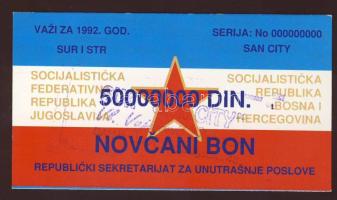 VAŽI ZA 1992. GOD.
SERIJA: No 000000000
SUR I STR
SAN CITY
SOCIJALISTIČKA
FEDERATIVNA
REPUBLIKA
JUGOSLAVIJA
SOCIJALISTIČKA
REPUBLIKA
BOSNA I
HERCEGOVINA
50000000 DIN.
NOVČANI BON
REPUBLIČKI SEKRETARIJAT ZA UNUTRAŠNJE POSLOVE